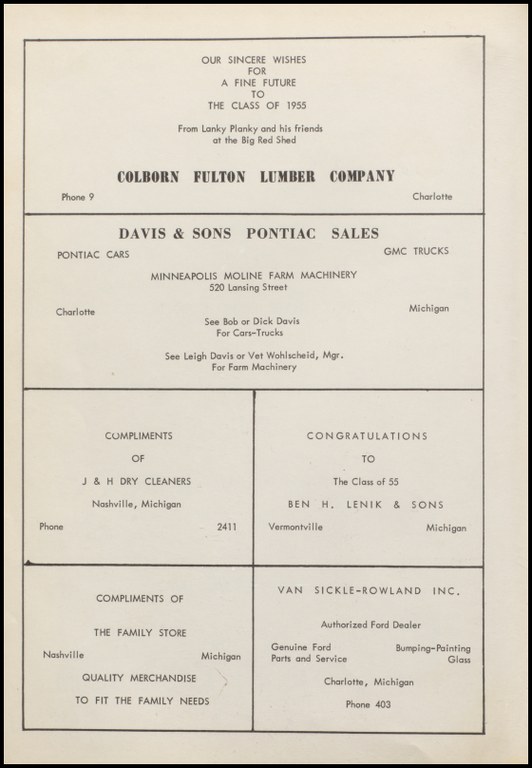 OUR SINCERE WISHES
FOR
A FINE FUTURE
TO
THE CLASS OF 1955
From Lanky Planky and his friends
at the Big Red Shed
COLBORN FULTON LUMBER COMPANY
Phone 9 Charlotte
DAVIS & SONS PONTIAC SALES
PONTIAC CARS GMC TRUCKS
MINNEAPOLIS MOLINE FARM MACHINERY
520 Lansing Street
Charlotte Michigan
See Bob or Dick Davis
For Cars-Trucks
See Leigh Davis or Vet Wohlscheid, Mgr.
For Farm Machinery
COMPLIMENTS
OF
J & H DRY CLEANERS
Nashville, Michigan
Phone 2411
CONGRATULATIONS
TO
The Class of 55
BEN H. LENIK & SONS
Vermontville Michigan
COMPLIMENTS OF
THE FAMILY STORE
Nashville Michigan
QUALITY MERCHANDISE
TO FIT THE FAMILY NEEDS
VAN SICKLE-ROWLAND INC.
Authorized Ford Dealer
Genuine Ford Bumping-Painting
Parts and Service Glass
Charlotte, Michigan
Phone 403